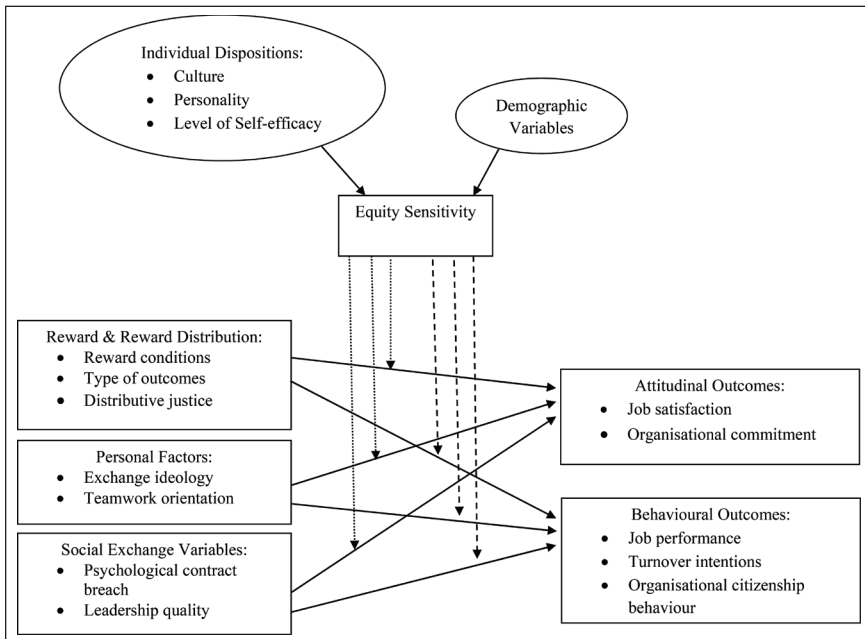 Individual Dispositions:
• Culture
• Personality
• Level of Self-efficacy
Demographic
Variables
Equity Sensitivity
Reward & Reward Distribution:
• Reward conditions
• Type of outcomes
• Distributive justice
Personal Factors:
• Exchange ideology
• Teamwork orientation
Social Exchange Variables:
• Psychological contract
breach
• Leadership quality
Attitudinal Outcomes:
• Job satisfaction
• Organisational commitment
Behavioural Outcomes:
• Job performance
• Turnover intentions
• Organisational citizenship
behaviour